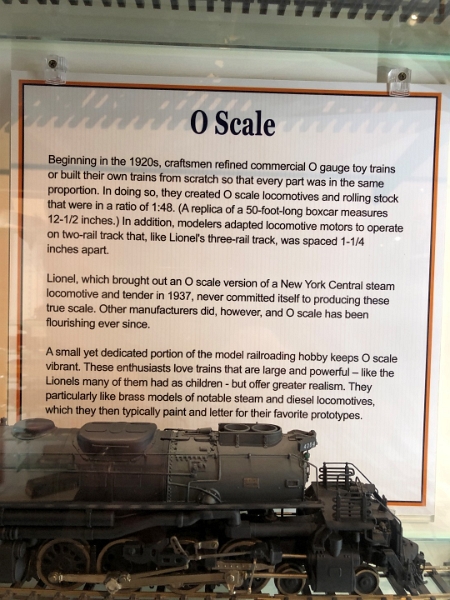 O Scale
Beginning in the 1920s, craftsmen refined commercial O gauge toy trains
or built their own trains from scratch so that every part was in the same
proportion. In doing so, they created O scale locomotives and rolling stock
that were in a ratio of 1:48. (A replica of a 50-foot-long boxcar measures
12-1/2 inches.) In addition, modelers adapted locomotive motors to operate
on two-rail track that, like Lionel's three-rail track, was spaced 1-1/4
inches apart.
Lionel, which brought out an O scale version of a New York Central steam
locomotive and tender in 1937, never committed itself to producing these
true scale. Other manufacturers did, however, and O scale has been
flourishing ever since.
A small yet dedicated portion of the model railroading hobby keeps O scale
vibrant. These enthusiasts love trains that are large and powerful – like the
Lionels many of them had as children - but offer greater realism. They
particularly like brass models of notable steam and diesel locomotives,
which they then typically paint and letter for their favorite prototypes.